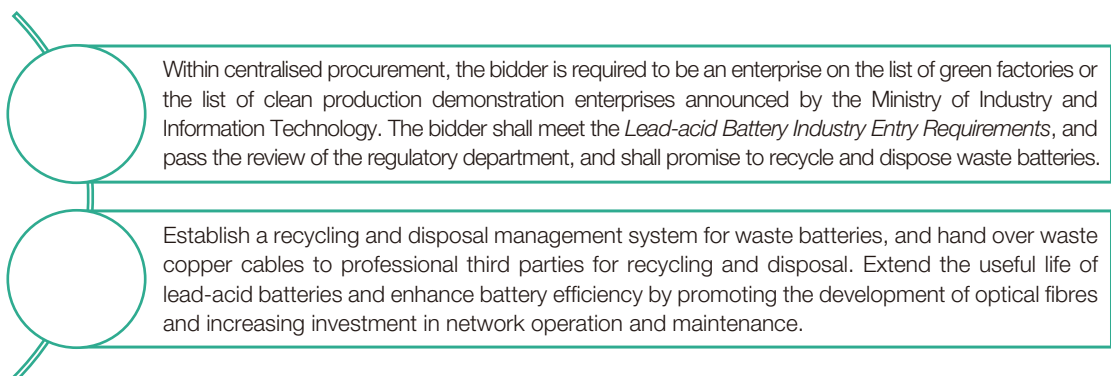 Within centralised procurement, the bidder is required to be an enterprise on the list of green factories or
the list of clean production demonstration enterprises announced by the Ministry of Industry and
Information Technology. The bidder shall meet the Lead-acid Battery Industry Entry Requirements, and
pass the review of the regulatory department, and shall promise to recycle and dispose waste batteries.
Establish a recycling and disposal management system for waste batteries, and hand over waste
copper cables to professional third parties for recycling and disposal. Extend the useful life of
lead-acid batteries and enhance battery efficiency by promoting the development of optical fibres
and increasing investment in network operation and maintenance.